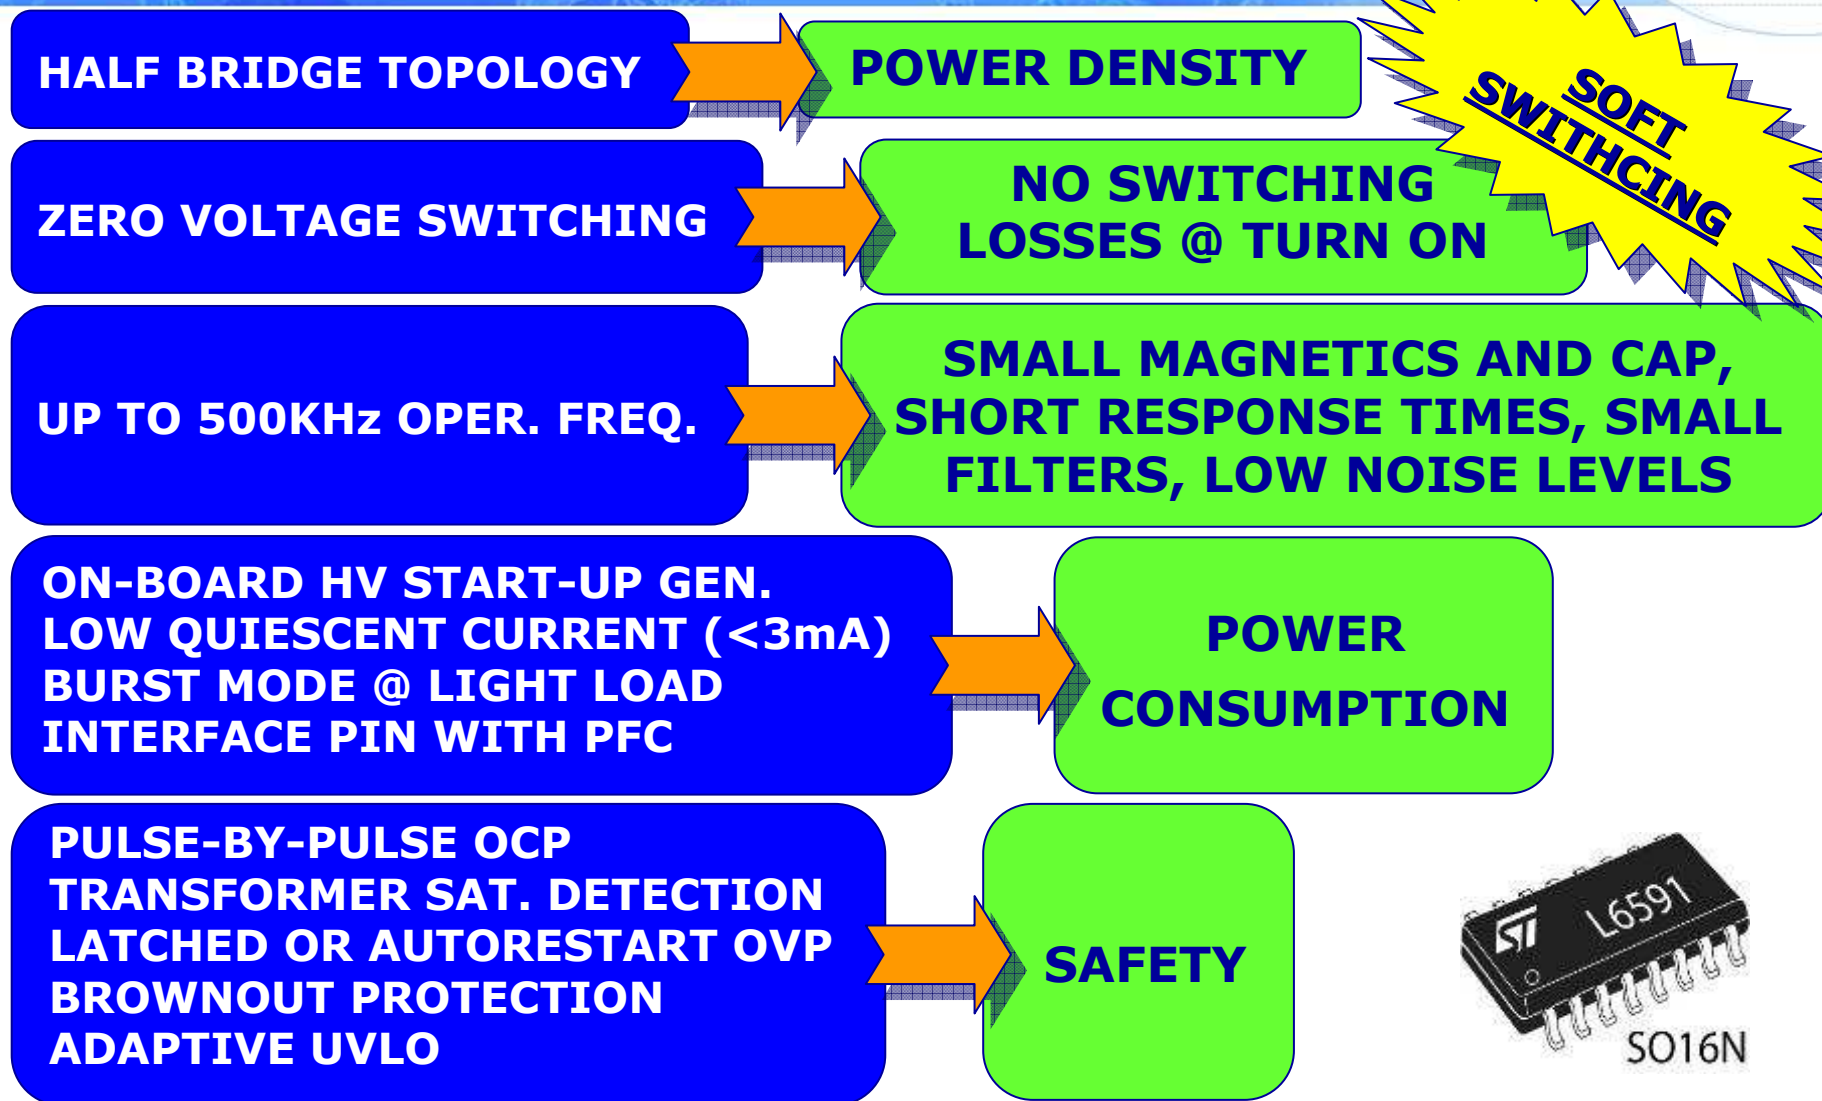 HALF BRIDGE TOPOLOGY
POWER DENSITY
SOFT
SWITHCING
ZERO VOLTAGE SWITCHING
NO SWITCHING
LOSSES @ TURN ON
UP TO 500KHz OPER. FREQ.
SMALL MAGNETICS AND CAP,
SHORT RESPONSE TIMES, SMALL
FILTERS, LOW NOISE LEVELS
ON-BOARD HV START-UP GEN.
LOW QUIESCENT CURRENT (<3mA)
BURST MODE @ LIGHT LOAD
INTERFACE PIN WITH PFC
POWER
CONSUMPTION
PULSE-BY-PULSE OCP
TRANSFORMER SAT. DETECTION
LATCHED OR AUTORESTART OVP
BROWNOUT PROTECTION
ADAPTIVE UVLO
SAFETY
ST L6591
SO16N